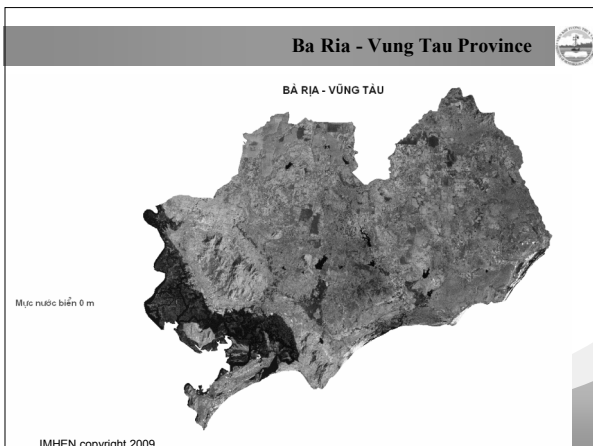 Ba Ria - Vung Tau Province
BÀ RỊA - VŨNG TÀU
Mực nước biển 0 m
IMHEN copyright 2009